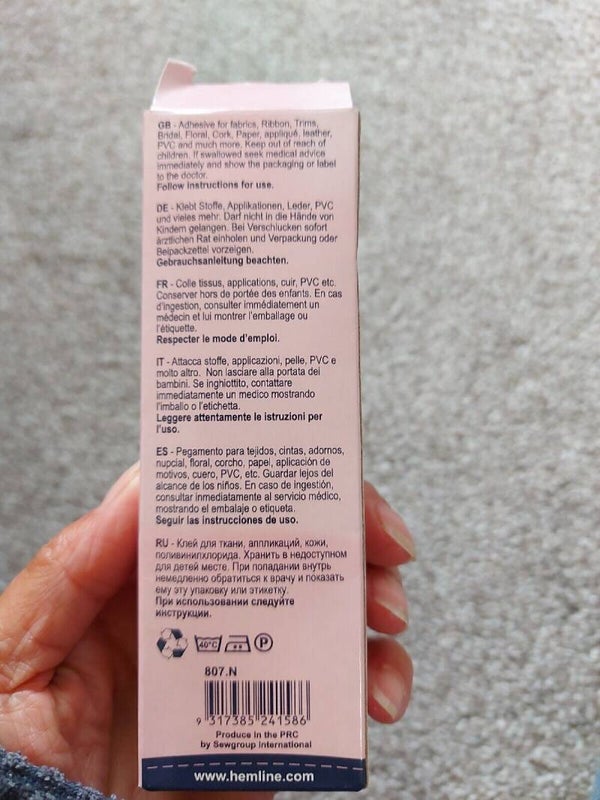 GB - Adhesive for fabrics, Ribbon, Trims,
Bridal, Floral, Cork, Paper, appliqué, leather,
PVC and much more. Keep out of reach of
children. If swallowed seek medical advice
immediately and show the packaging or label
to the doctor.
Follow instructions for use.
DE - Klebt Stoffe, Applikationen, Leder, PVC
und vieles mehr. Darf nicht in die Hände von
Kindern gelangen. Bei Verschlucken sofort
ärztlichen Rat einholen und Verpackung oder
Beipackzettel vorzeigen.
Gebrauchsanleitung beachten.
FR - Colle tissus, applications, cuir, PVC etc.
Conserver hors de portée des enfants. En cas
d'ingestion, consulter immédiatement un
médecin et lui montrer l'emballage ou
l'étiquette.
Respecter le mode d'emploi.
IT - Attacca stoffe, applicazioni, pelle, PVC e
molto altro. Non lasciare alla portata dei
bambini. Se inghiottito, contattare
immediatamente un medico mostrando
l'imballo o l'etichetta.
Leggere attentamente le istruzioni per
l'uso.
ES - Pegamento para tejidos, cintas, adornos,
nupcial, floral, corcho, papel, aplicación de
motivos, cuero, PVC, etc. Guardar lejos del
alcance de los niños. En caso de ingestión,
consultar inmediatamente al servicio médico,
mostrando el embalaje o etiqueta.
Seguir las instrucciones de uso.
RU - Клей для ткани, аппликаций, кожи,
поливинилхлорида. Хранить в недоступном
для детей месте. При попадании внутрь
немедленно обратиться к врачу и показать
ему эту упаковку или этикетку.
При использовании следуйте
инструкции.
40°C P
807.N
9 317385 241586
Produce in the PRC
by Sewgroup International
www.hemline.com